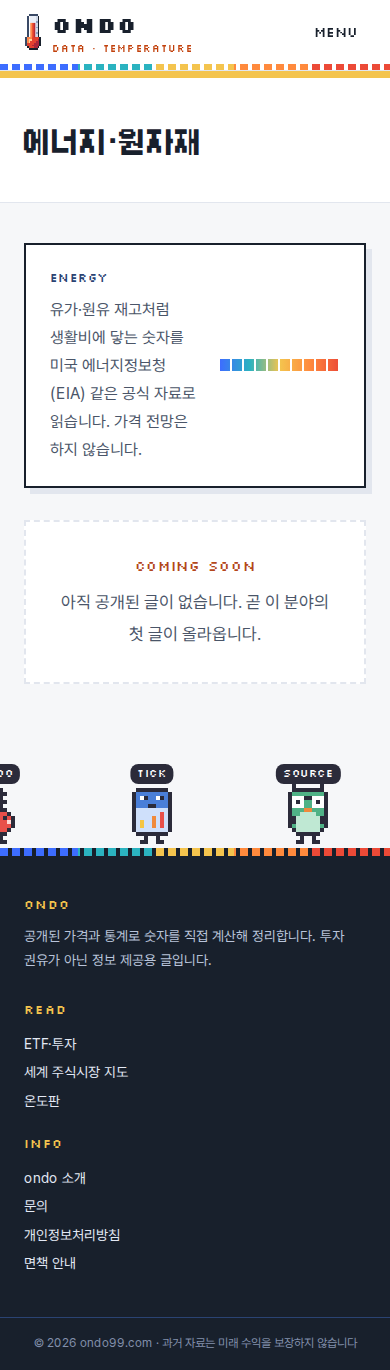 ONDO
DATA · TEMPERATURE
MENU
에너지·원자재
ENERGY
유가·원유 재고처럼
생활비에 닿는 숫자를
미국 에너지정보청
(EIA) 같은 공식 자료로
읽습니다. 가격 전망은
하지 않습니다.
COMING SOON
아직 공개된 글이 없습니다. 곧 이 분야의
첫 글이 올라옵니다.
DO
TICK
SOURCE
ONDO
공개된 가격과 통계로 숫자를 직접 계산해 정리합니다. 투자
권유가 아닌 정보 제공용 글입니다.
READ
ETF·투자
세계 주식시장 지도
온도판
INFO
ondo 소개
문의
개인정보처리방침
면책 안내
© 2026 ondo99.com · 과거 자료는 미래 수익을 보장하지 않습니다